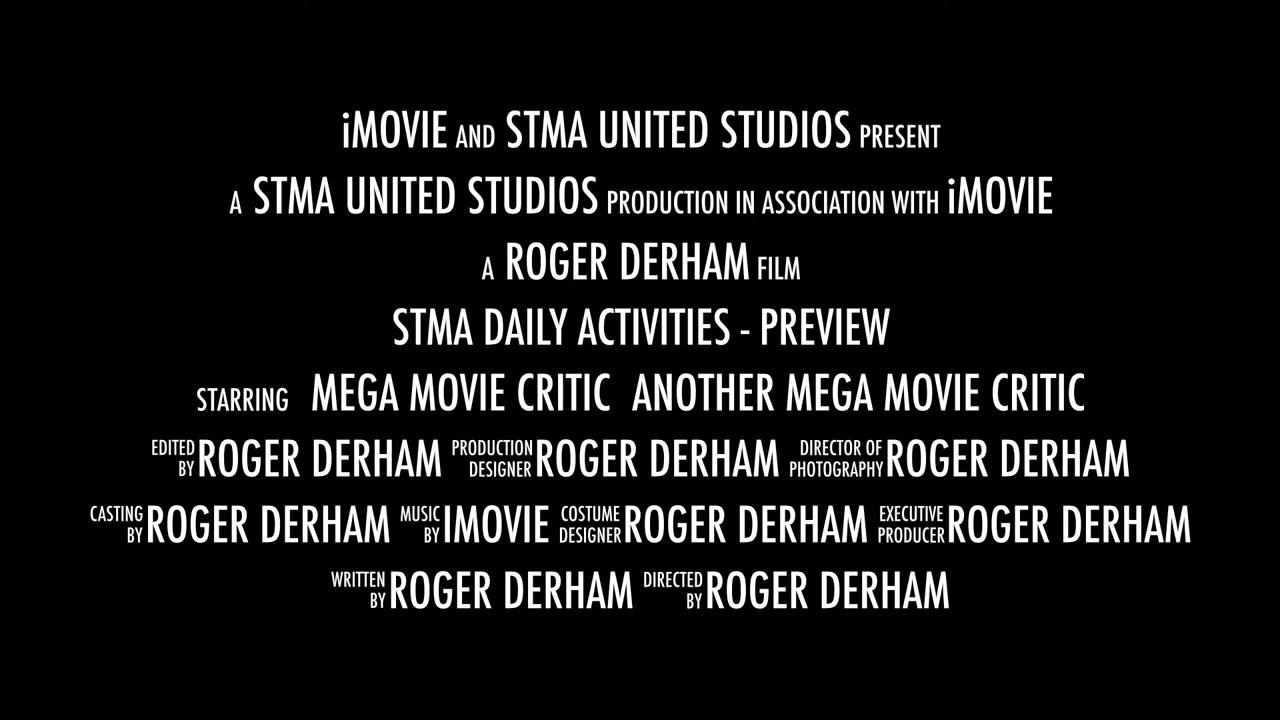 iMOVIE AND STMA UNITED STUDIOS PRESENT
A STMA UNITED STUDIOS PRODUCTION IN ASSOCIATION WITH iMOVIE
A ROGER DERHAM FILM
STMA DAILY ACTIVITIES - PREVIEW
STARRING MEGA MOVIE CRITIC ANOTHER MEGA MOVIE CRITIC
EDITED BY ROGER DERHAM PRODUCTION DESIGNER ROGER DERHAM DIRECTOR OF PHOTOGRAPHY ROGER DERHAM
CASTING BY ROGER DERHAM MUSIC BY IMOVIE COSTUME DESIGNER ROGER DERHAM EXECUTIVE PRODUCER ROGER DERHAM
WRITTEN BY ROGER DERHAM DIRECTED BY ROGER DERHAM